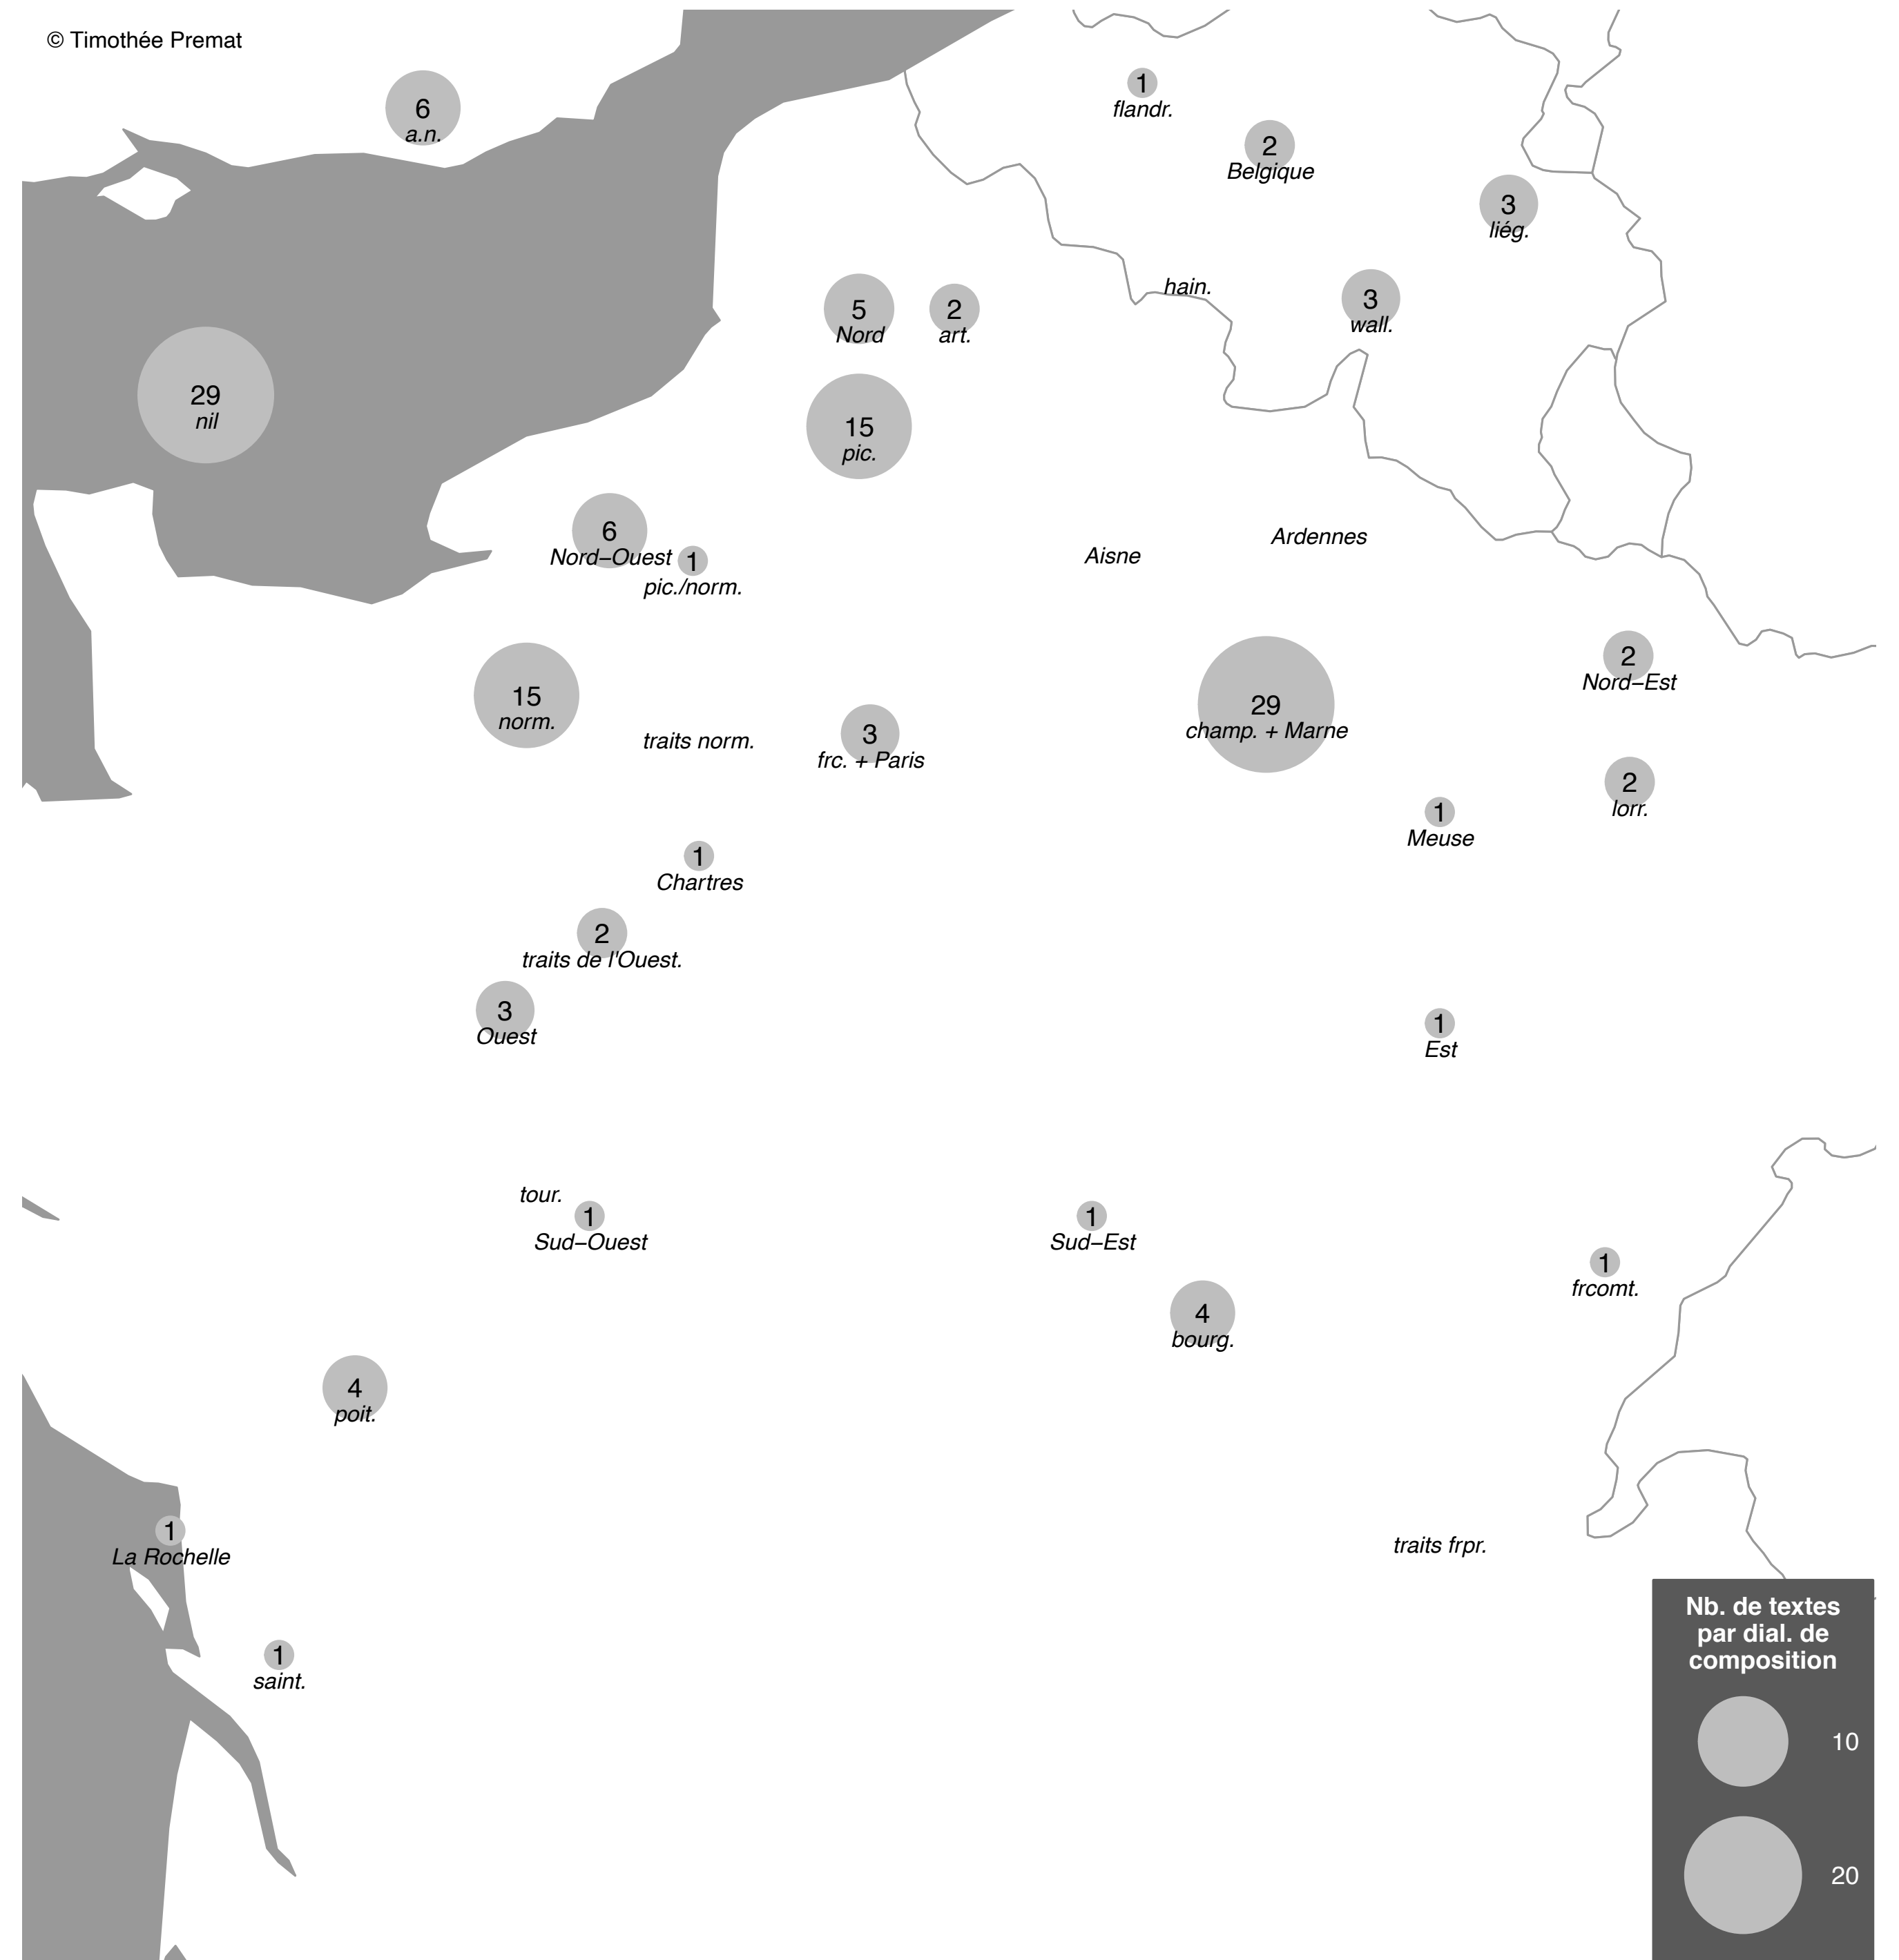 © Timothée Premat
1
flandr.
6
a.n.
2
Belgique
3
liég.
hain.
3
wall.
5
Nord
2
art.
29
nil
15
pic.
6
Nord–Ouest
1
pic./norm.
Aisne
Ardennes
2
Nord–Est
15
norm.
traits norm.
3
frc. + Paris
29
champ. + Marne
2
lorr.
1
Meuse
1
Chartres
2
traits de l'Ouest.
3
Ouest
1
Est
tour.
1
Sud–Ouest
1
Sud–Est
1
frcomt.
4
bourg.
4
poit.
1
La Rochelle
traits frpr.
1
saint.
Nb. de textes
par dial. de
composition
10
20